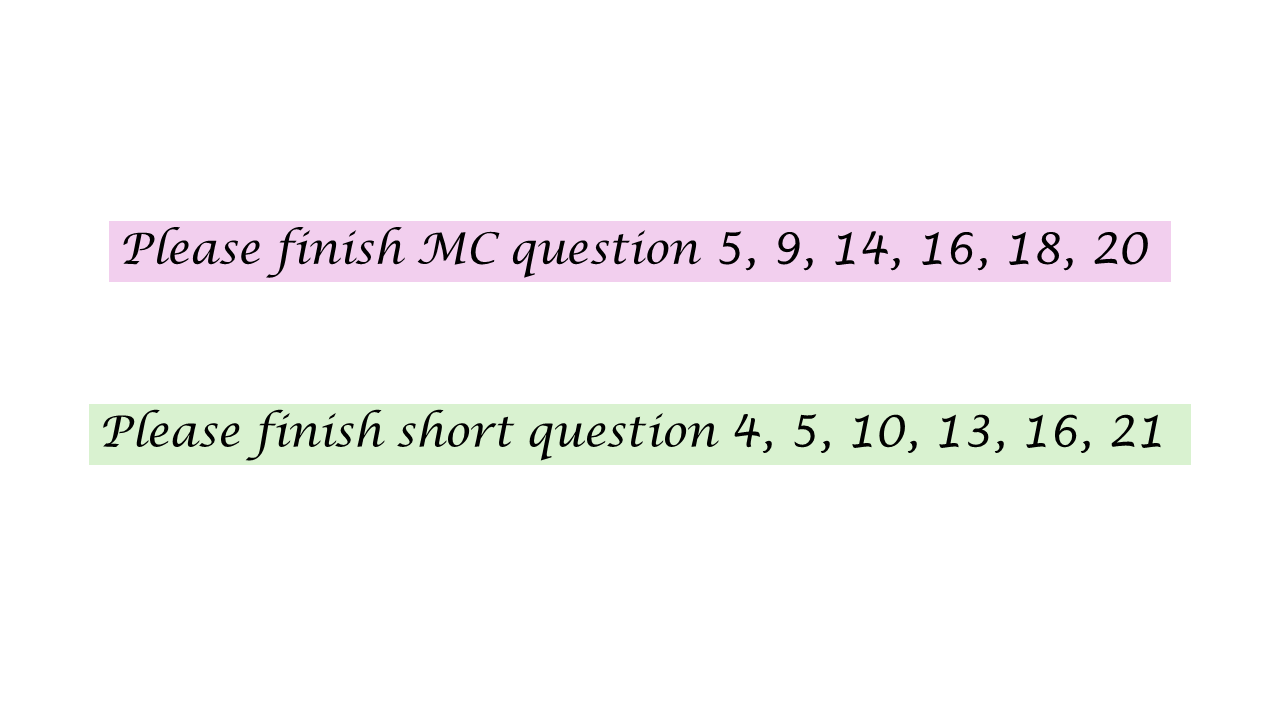 Please finish MC question 5, 9, 14, 16, 18, 20
Please finish short question 4, 5, 10, 13, 16, 21